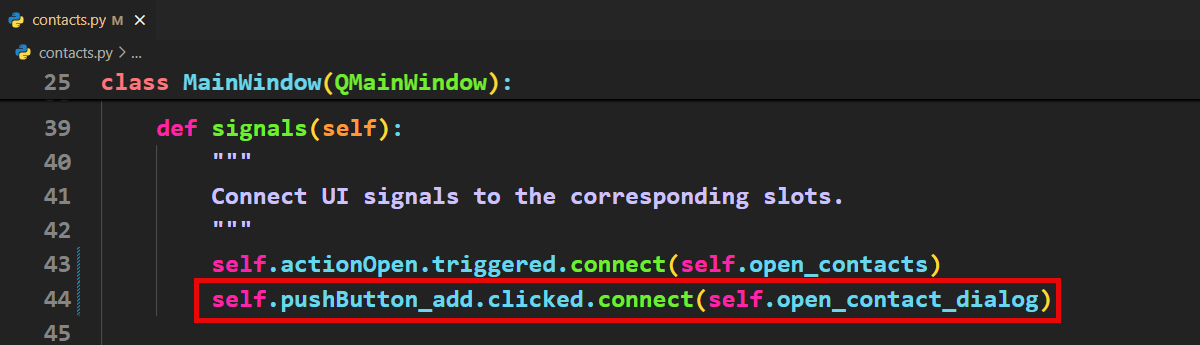 contacts.py M ×
contacts.py > ...
25 class MainWindow(QMainWindow):
39 def signals(self):
40 """
41 Connect UI signals to the corresponding slots.
42 """
43 self.actionOpen.triggered.connect(self.open_contacts)
44 self.pushButton_add.clicked.connect(self.open_contact_dialog)
45